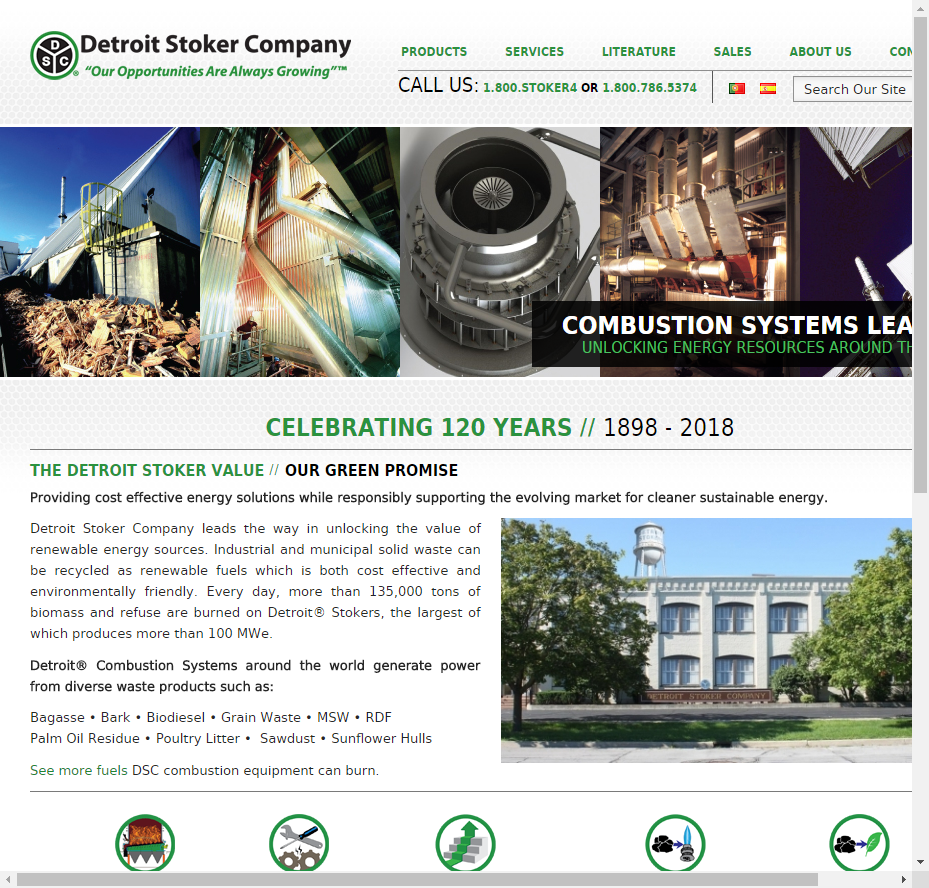 Detroit Stoker Company
"Our Opportunities Are Always Growing"™
D
S C ®
PRODUCTS SERVICES LITERATURE SALES ABOUT US
CALL US: 1.800.STOKER4 OR 1.800.786.5374
Search Our Site
COMBUSTION SYSTEMS
UNLOCKING ENERGY RESOURCES AROUND
CELEBRATING 120 YEARS // 1898 - 2018
THE DETROIT STOKER VALUE // OUR GREEN PROMISE
Providing cost effective energy solutions while responsibly supporting the evolving market for cleaner sustainable energy.
Detroit Stoker Company leads the way in unlocking the value of
renewable energy sources. Industrial and municipal solid waste can
be recycled as renewable fuels which is both cost effective and
environmentally friendly. Every day, more than 135,000 tons of
biomass and refuse are burned on Detroit® Stokers, the largest of
which produces more than 100 MWe.
DETROIT STOKER COMPANY
Detroit® Combustion Systems around the world generate power
from diverse waste products such as:
Bagasse • Bark • Biodiesel • Grain Waste • MSW • RDF
Palm Oil Residue • Poultry Litter • Sawdust • Sunflower Hulls
See more fuels DSC combustion equipment can burn.